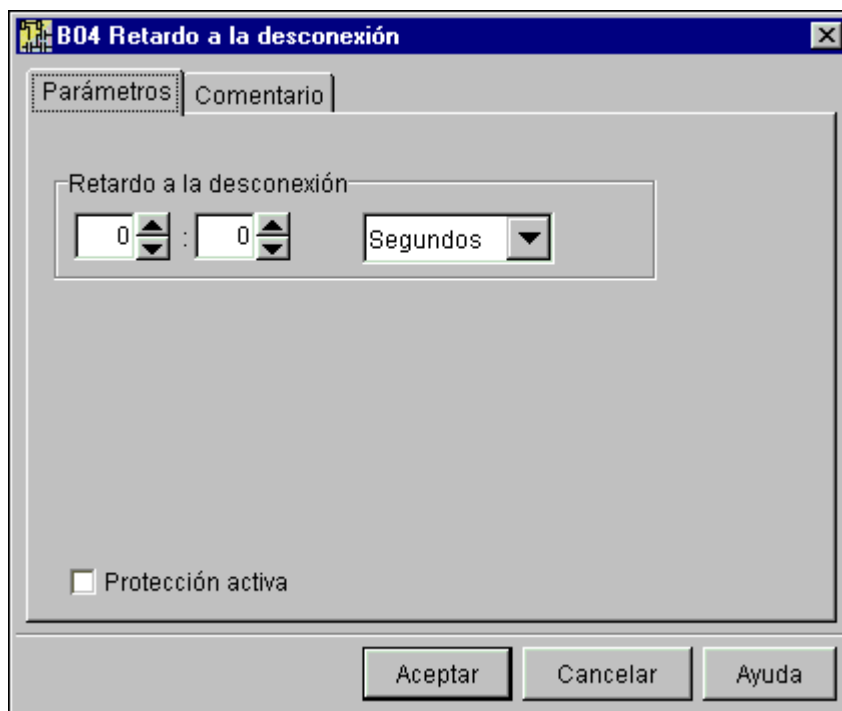 B04 Retardo a la desconexión
Parámetros Comentario
Retardo a la desconexión
0 : 0 Segundos
Protección activa
Aceptar Cancelar Ayuda